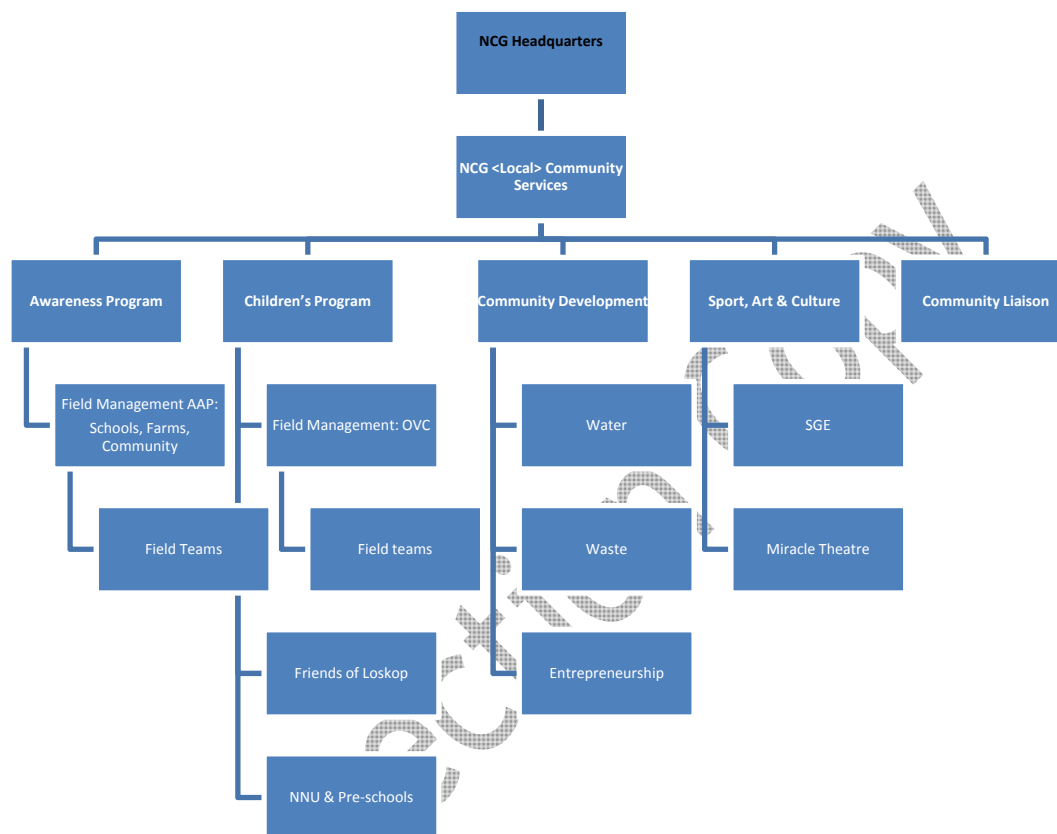 NCG Headquarters
NCG <Local> Community
Services
Awareness Program
Children's Program
Community Development
Sport, Art & Culture
Community Liaison
Field Management AAP:
Schools, Farms,
Community
Field Management: OVC
Water
SGE
Field Teams
Field teams
Waste
Miracle Theatre
Friends of Loskop
Entrepreneurship
NNU & Pre-schools